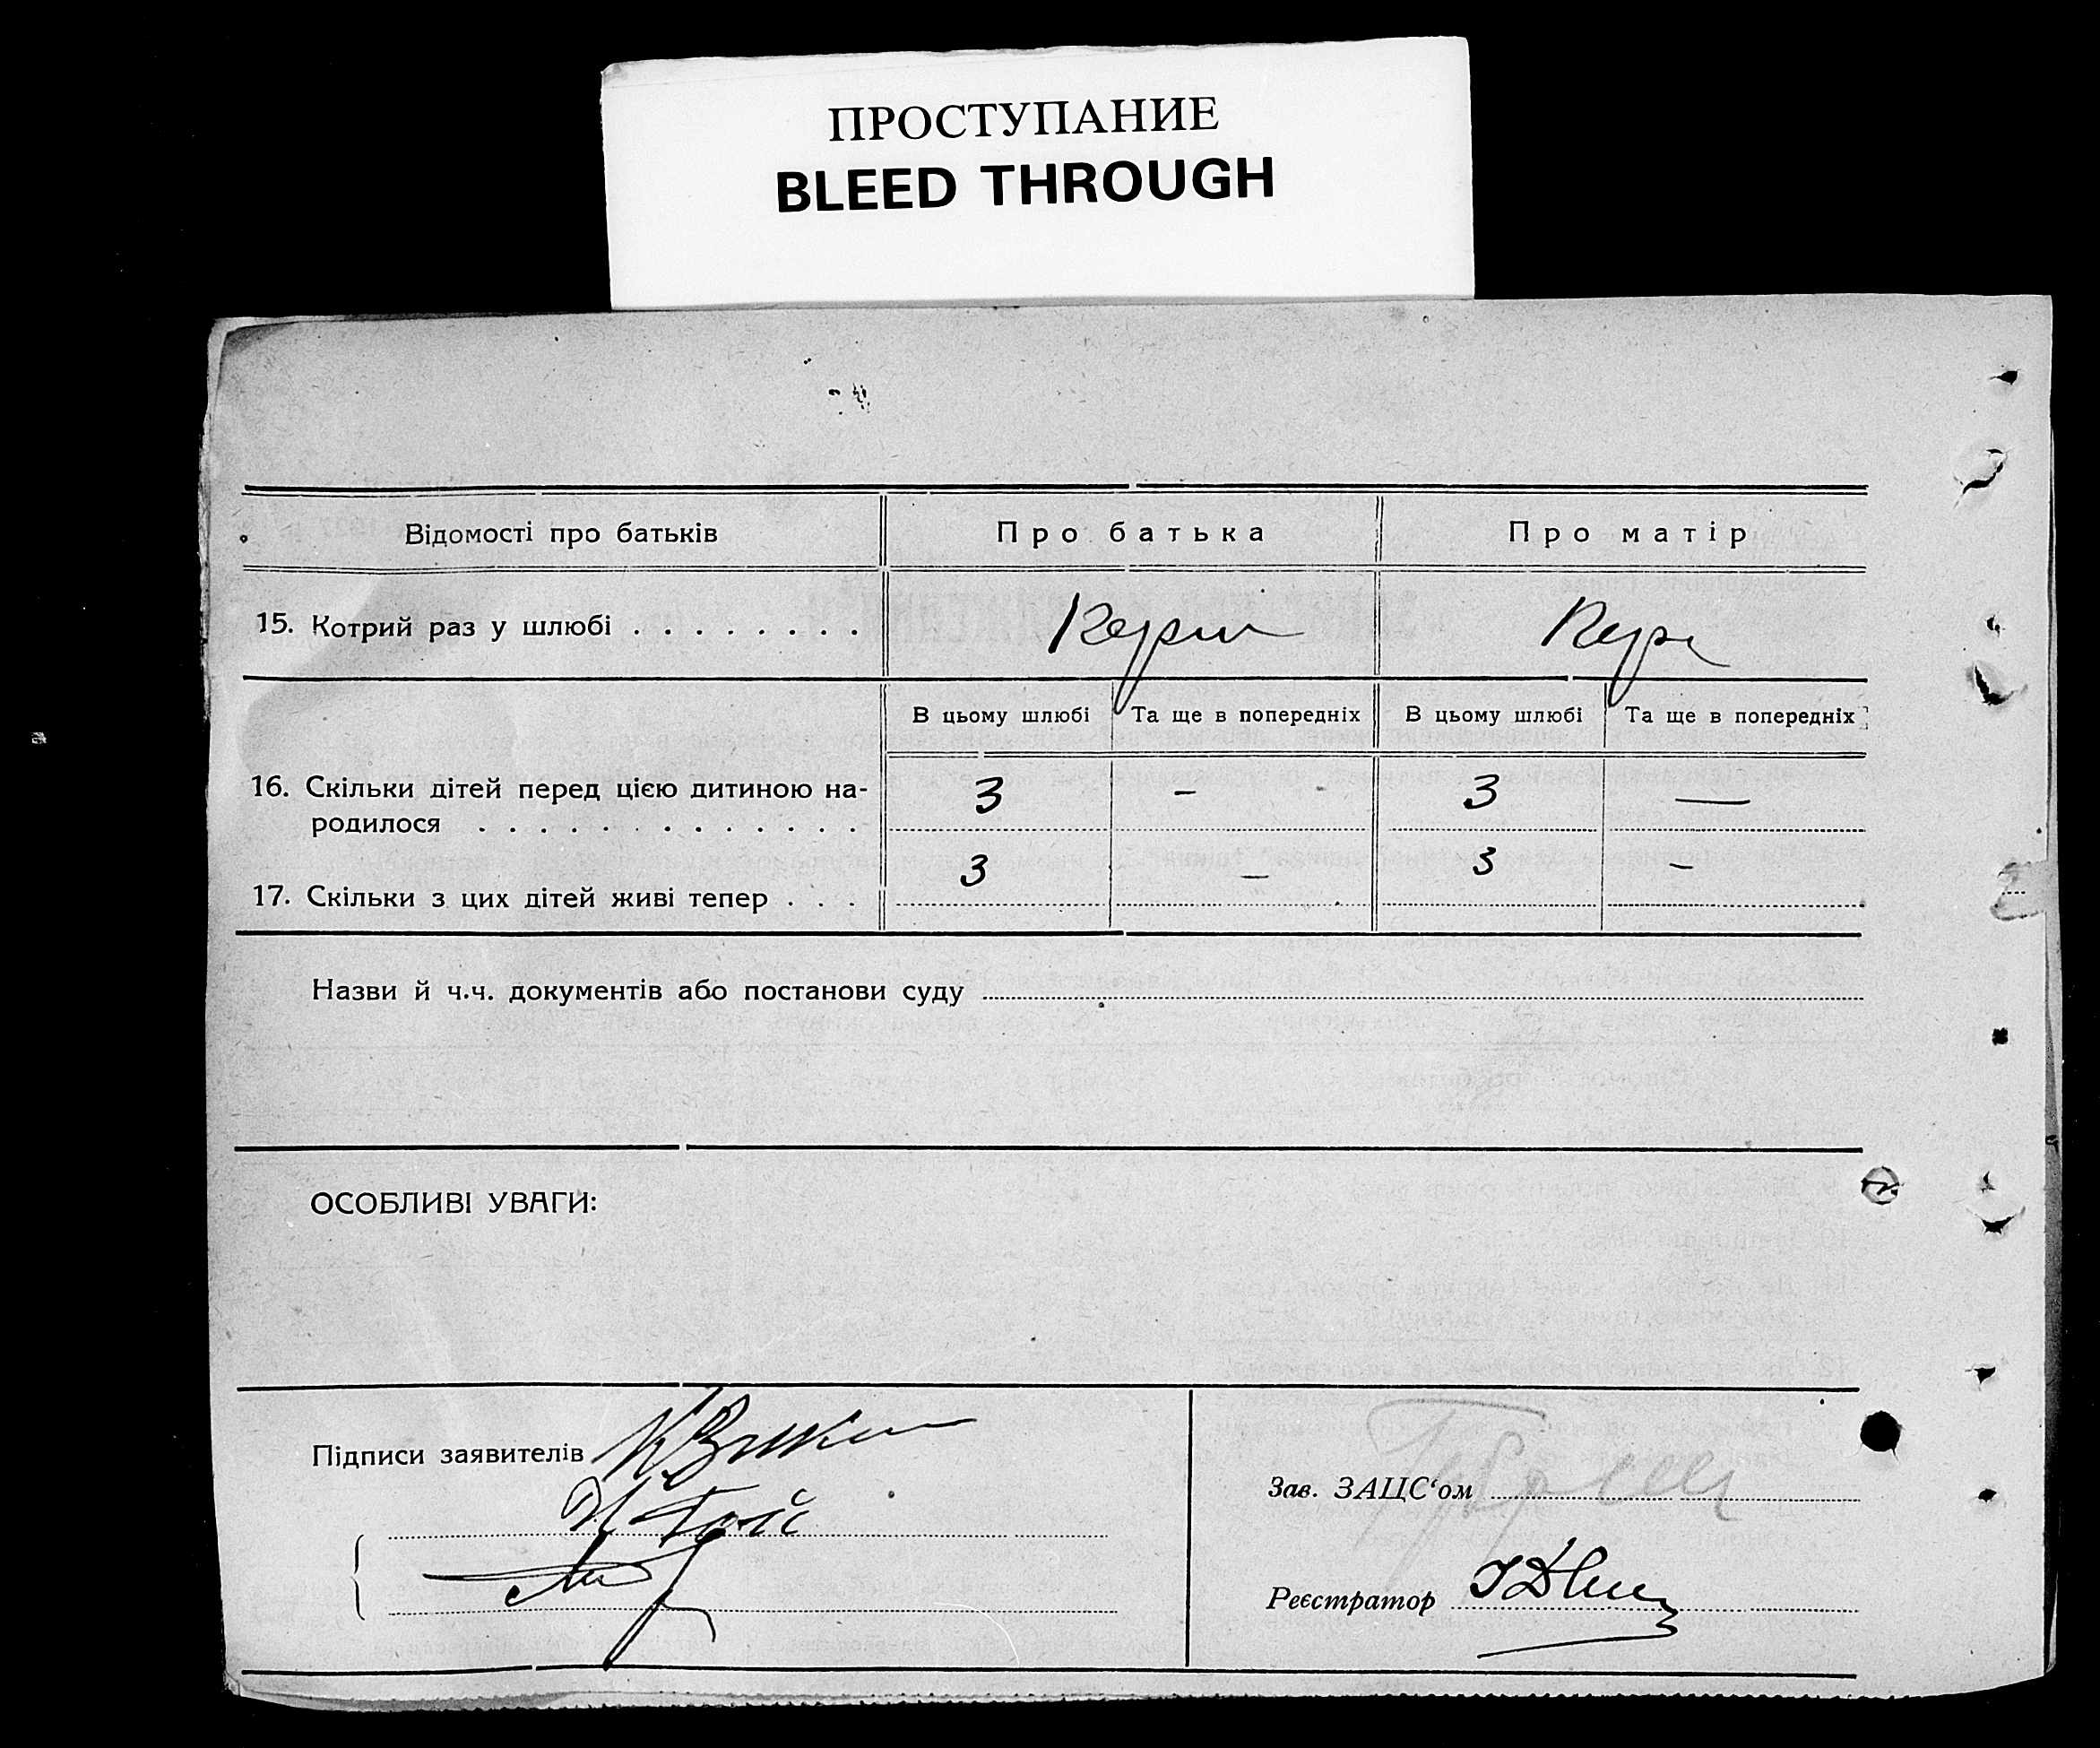 ПРОСТУПАНИЕ
BLEED THROUGH
Відомості про батьків Про батька Про матір
15. Котрий раз у шлюбі . . . . . . . .
В цьому шлюбі Та ще в попередніх В цьому шлюбі Та ще в попередніх
16. Скільки дітей перед цією дитиною на-
родилося . . . . . . . . . . . . . 3 – 3 —
17. Скільки з цих дітей живі тепер . . . 3 – 3 –
Назви й ч.ч. документів або постанови суду
ОСОБЛИВІ УВАГИ:
Підписи заявителів
Зав. ЗАЦС‘ом
Реєстратор